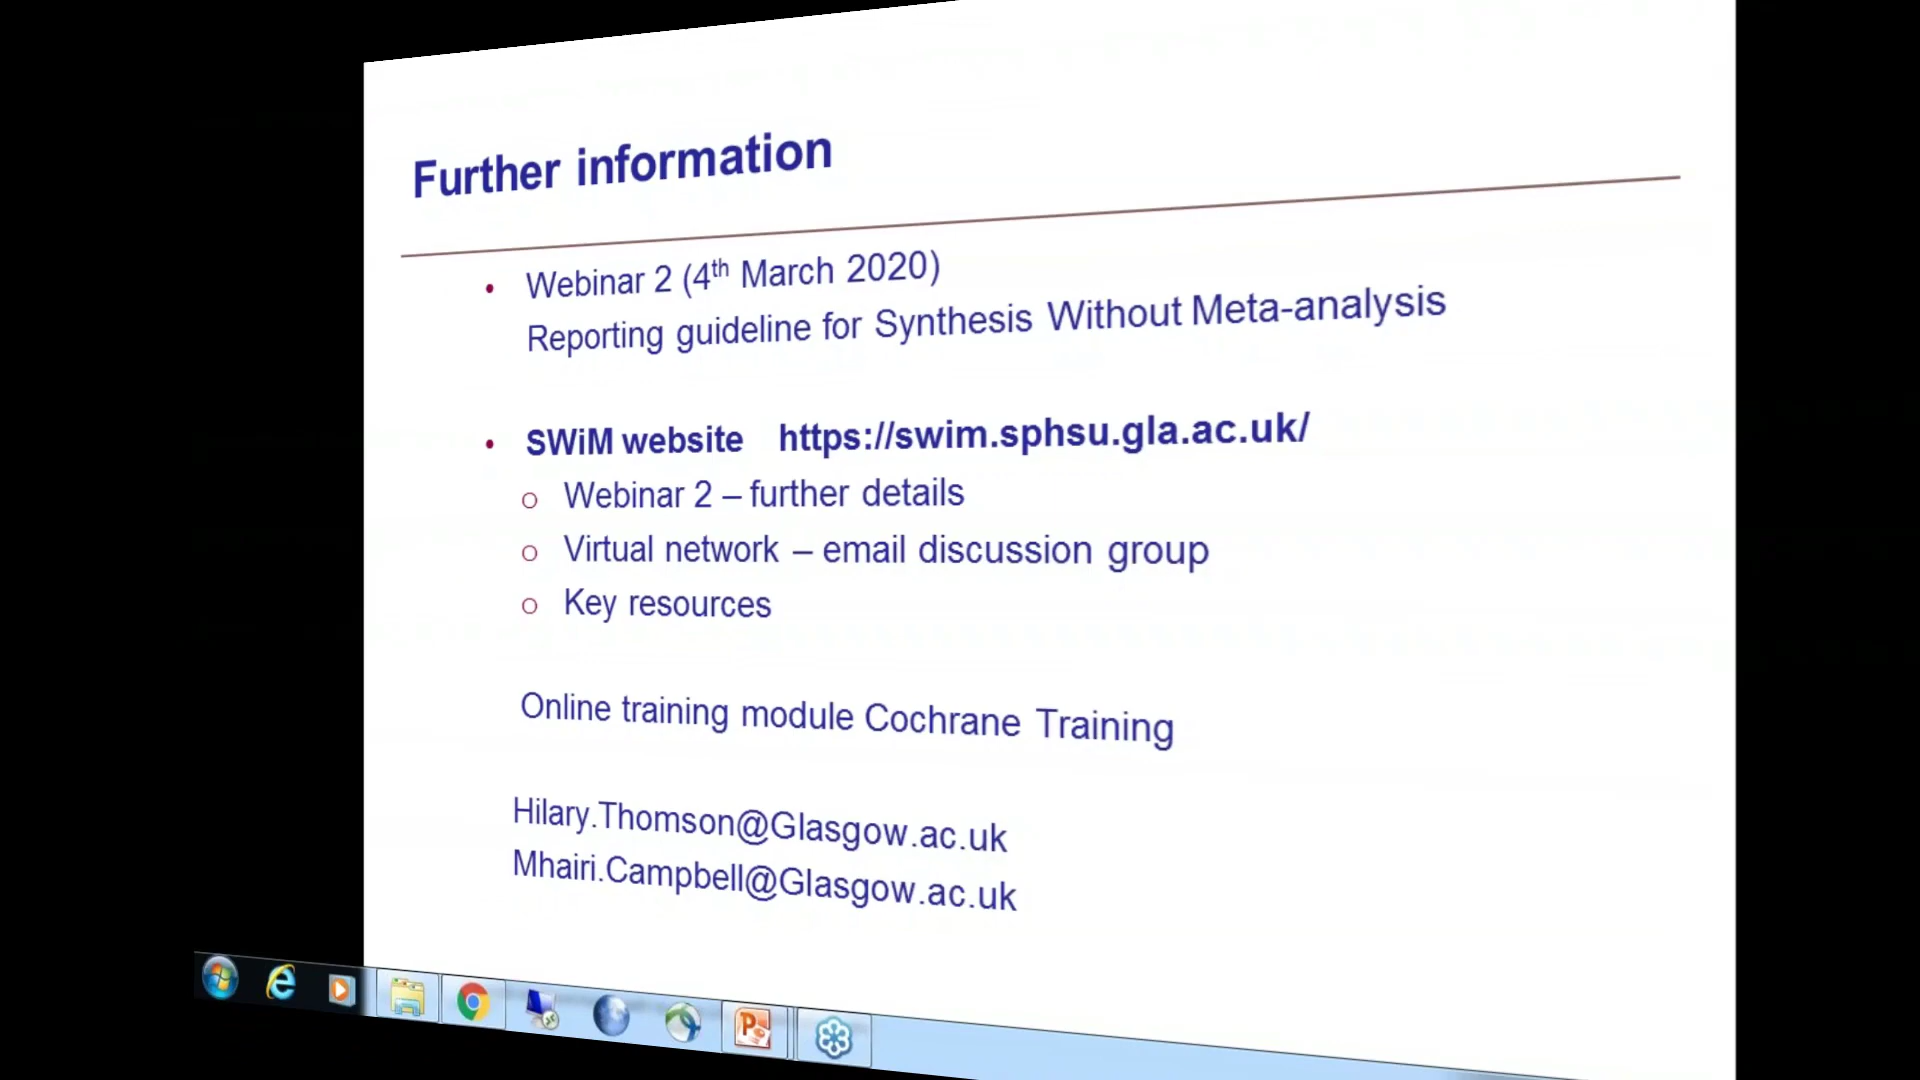 Further information
• Webinar 2 (4th March 2020)
Reporting guideline for Synthesis Without Meta-analysis
• SWiM website https://swim.sphsu.gla.ac.uk/
o Webinar 2 – further details
o Virtual network – email discussion group
o Key resources
Online training module Cochrane Training
Hilary.Thomson@Glasgow.ac.uk
Mhairi.Campbell@Glasgow.ac.uk